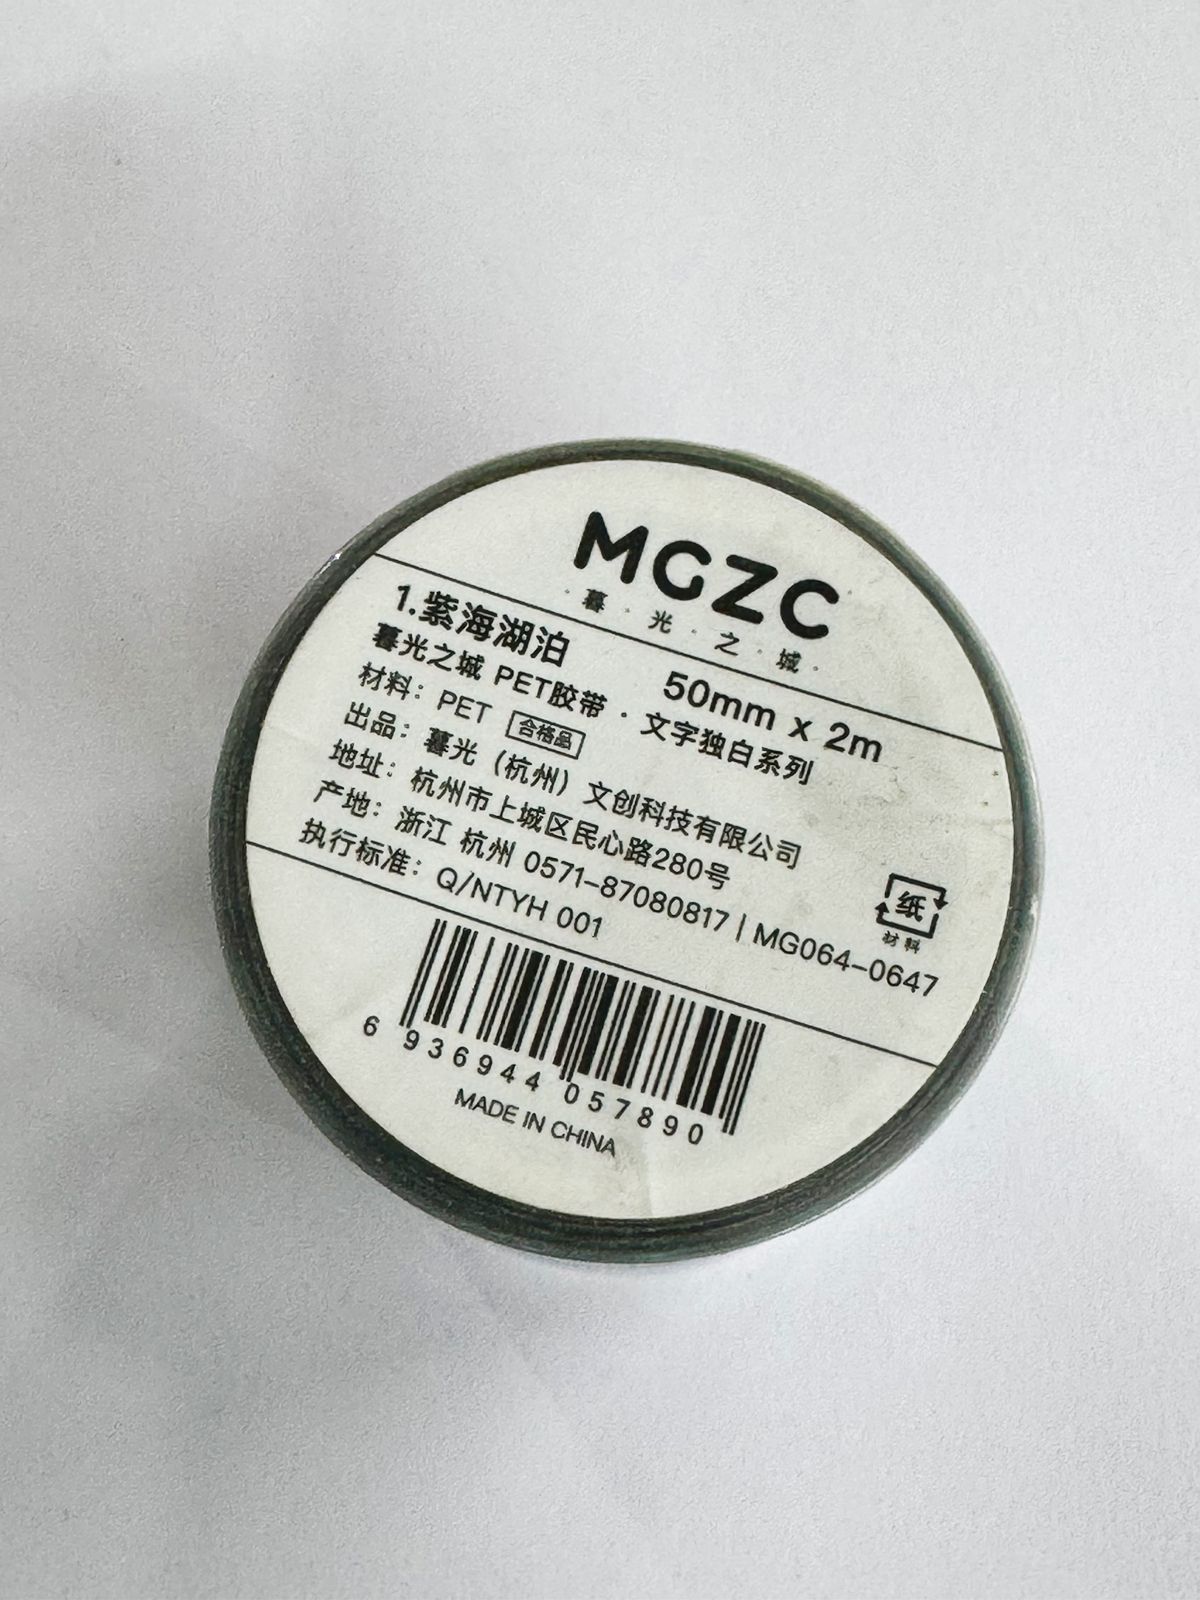 MGZC
·暮·光·之·城·
1.紫海湖泊 50mm x 2m
暮光之城 PET胶带·文字独白系列
材料：PET 合格品
出品：暮光（杭州）文创科技有限公司
地址：杭州市上城区民心路280号
产地：浙江 杭州 0571-87080817 | MG064-0647
执行标准：Q/NTYH 001
纸
材料
6 936944 057890
MADE IN CHINA